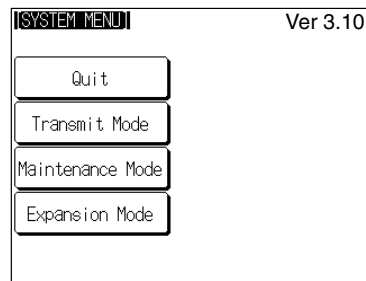 [SYSTEM MENU] Ver 3.10
Quit
Transmit Mode
Maintenance Mode
Expansion Mode